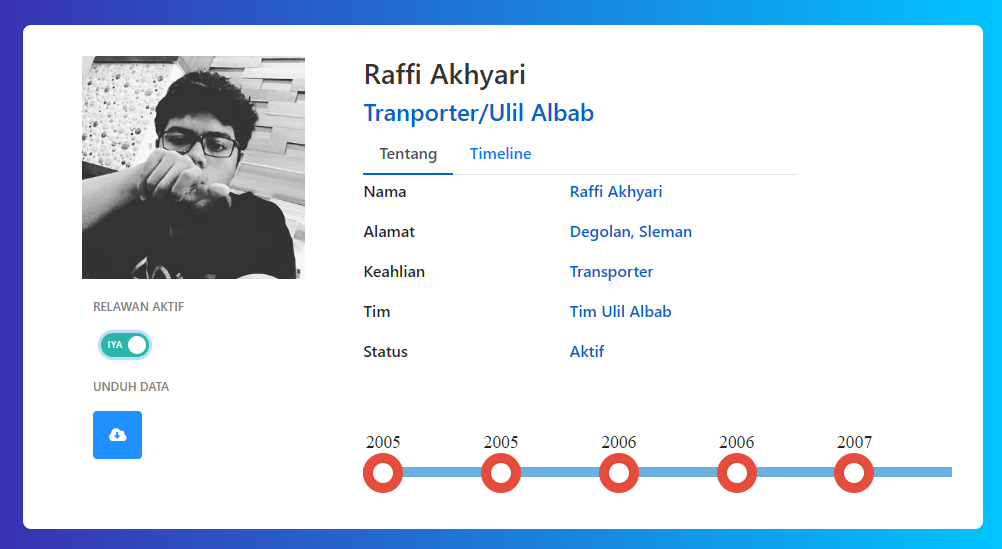 Raffi Akhyari
Tranporter/Ulil Albab
Tentang Timeline
Nama Raffi Akhyari
Alamat Degolan, Sleman
Keahlian Transporter
Tim Tim Ulil Albab
Status Aktif
RELAWAN AKTIF
IYA
UNDUH DATA
2005 2005 2006 2006 2007